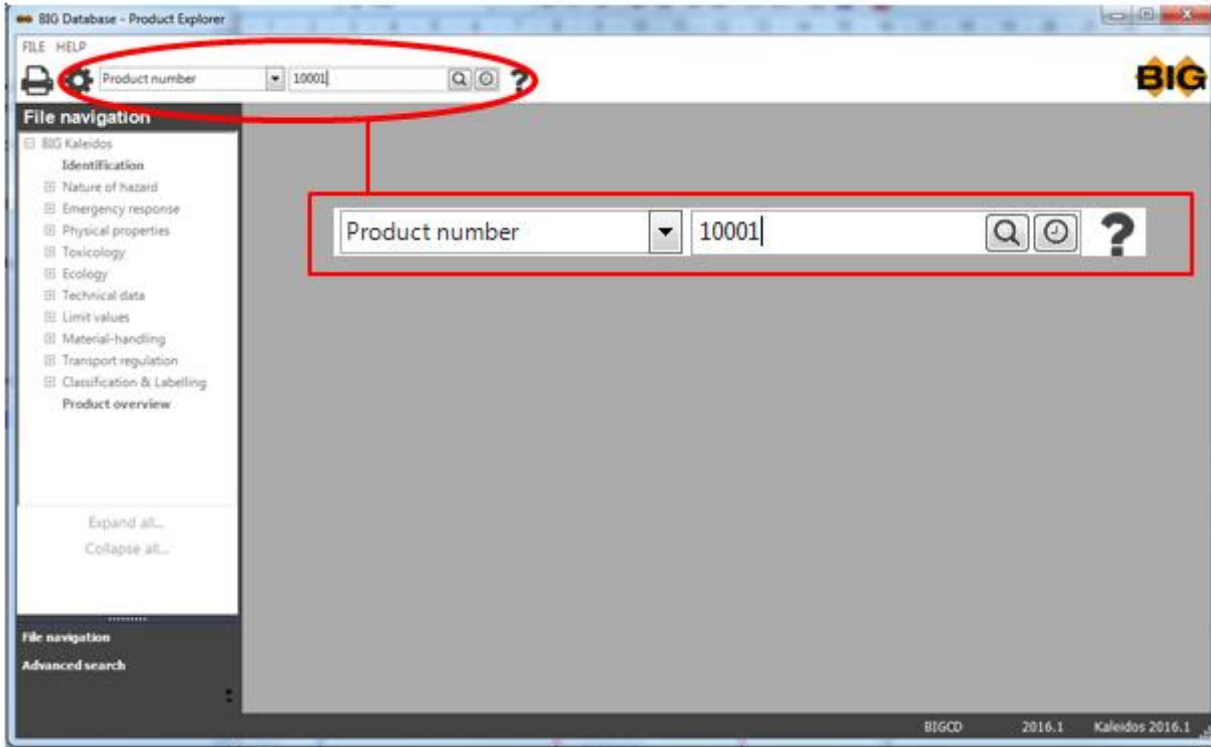 BIG Database - Product Explorer
FILE HELP
Product number 10001 ?
BIG
File navigation
BIG Kaleidos
Identification
Nature of hazard
Emergency response
Physical properties
Toxicology
Ecology
Technical data
Limit values
Material-handling
Transport regulation
Classification & Labelling
Product overview
Product number 10001 ?
Expand all...
Collapse all...
File navigation
Advanced search
BIGCD 2016.1 Kaleidos 2016.1